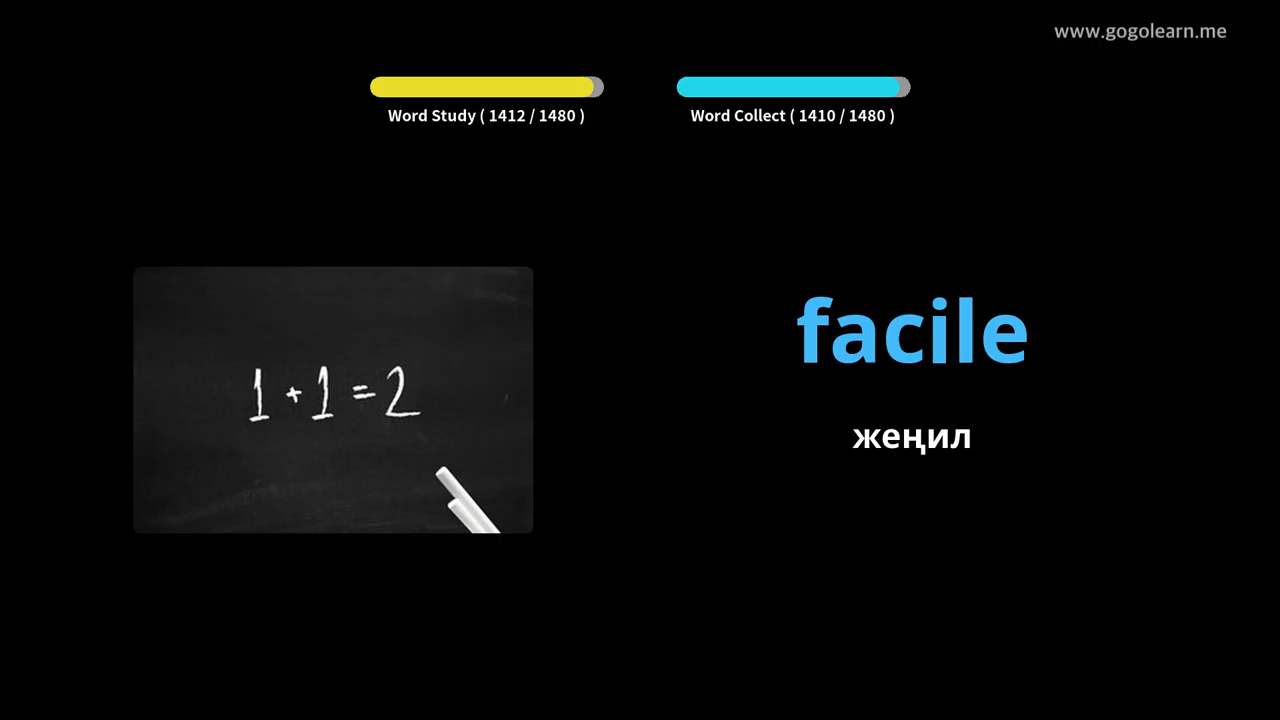 www.gogolearn.me
Word Study ( 1412 / 1480 )
Word Collect ( 1410 / 1480 )
1 + 1 = 2
facile
жеңил